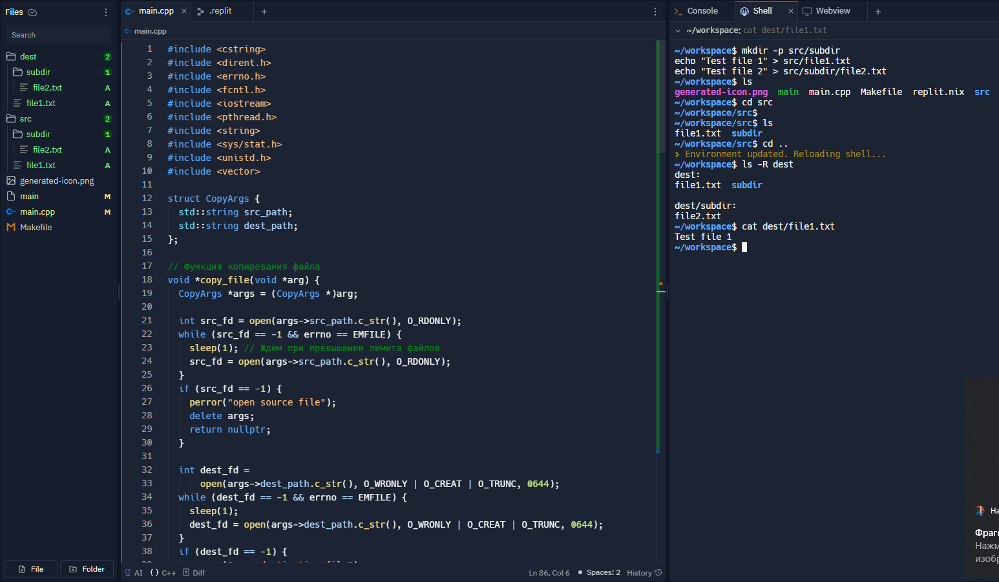 Files
Search
dest 2
subdir 1
file2.txt A
file1.txt A
src 2
subdir 1
file2.txt A
file1.txt A
generated-icon.png
main M
main.cpp M
Makefile
File Folder
main.cpp × .replit +
main.cpp
1 #include <cstring>
2 #include <dirent.h>
3 #include <errno.h>
4 #include <fcntl.h>
5 #include <iostream>
6 #include <pthread.h>
7 #include <string>
8 #include <sys/stat.h>
9 #include <unistd.h>
10 #include <vector>
11
12 struct CopyArgs {
13 std::string src_path;
14 std::string dest_path;
15 };
16
17 // Функция копирования файла
18 void *copy_file(void *arg) {
19 CopyArgs *args = (CopyArgs *)arg;
20
21 int src_fd = open(args->src_path.c_str(), O_RDONLY);
22 while (src_fd == -1 && errno == EMFILE) {
23 sleep(1); // Ждем при превышении лимита файлов
24 src_fd = open(args->src_path.c_str(), O_RDONLY);
25 }
26 if (src_fd == -1) {
27 perror("open source file");
28 delete args;
29 return nullptr;
30 }
31
32 int dest_fd =
33 open(args->dest_path.c_str(), O_WRONLY | O_CREAT | O_TRUNC, 0644);
34 while (dest_fd == -1 && errno == EMFILE) {
35 sleep(1);
36 dest_fd = open(args->dest_path.c_str(), O_WRONLY | O_CREAT | O_TRUNC, 0644);
37 }
38 if (dest_fd == -1) {
AI {} C++ Diff Ln 86, Col 6 Spaces: 2 History
Console Shell × Webview +
~/workspace: cat dest/file1.txt
~/workspace$ mkdir -p src/subdir
echo "Test file 1" > src/file1.txt
echo "Test file 2" > src/subdir/file2.txt
~/workspace$ ls
generated-icon.png main main.cpp Makefile replit.nix src
~/workspace$ cd src
~/workspace/src$
~/workspace/src$ ls
file1.txt subdir
~/workspace/src$ cd ..
Environment updated. Reloading shell...
~/workspace$ ls -R dest
dest:
file1.txt subdir
dest/subdir:
file2.txt
~/workspace$ cat dest/file1.txt
Test file 1
~/workspace$